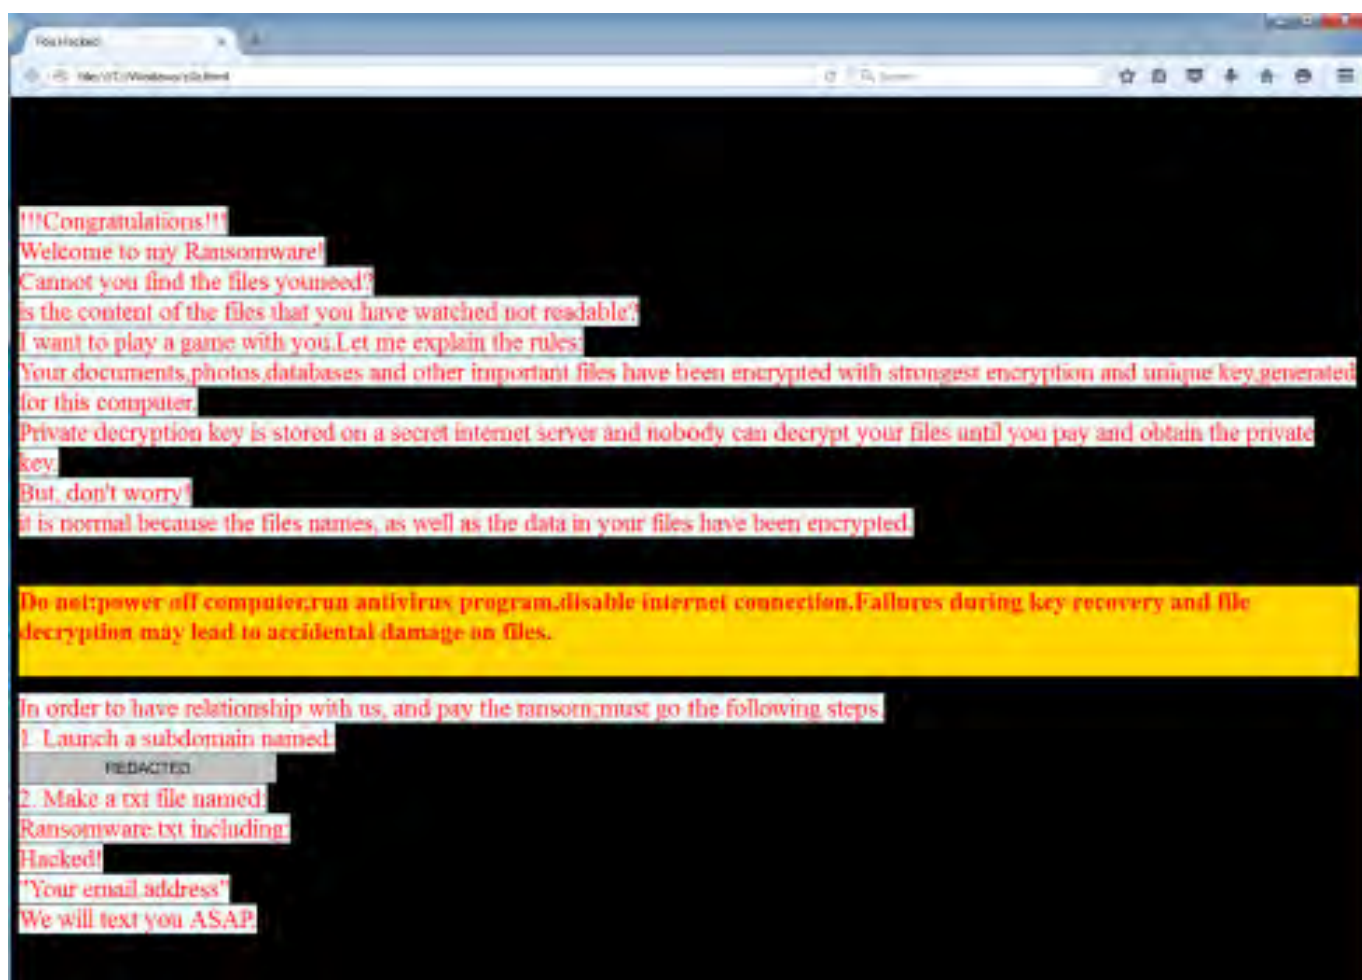 You Hacked
!!!Congratulations!!!
Welcome to my Ransomware!
Cannot you find the files youneed?
is the content of the files that you have watched not readable?
I want to play a game with you.Let me explain the rules:
Your documents,photos,databases and other important files have been encrypted with strongest encryption and unique key,generated
for this computer.
Private decryption key is stored on a secret internet server and nobody can decrypt your files until you pay and obtain the private
key.
But, don't worry!
it is normal because the files names, as well as the data in your files have been encrypted.
Do not:power off computer,run antivirus program,disable internet connection.Failures during key recovery and file
decryption may lead to accidental damage on files.
In order to have relationship with us, and pay the ransom,must go the following steps.
1. Launch a subdomain named:
REDACTED
2. Make a txt file named:
Ransomware.txt including:
Hacked!
"Your email address"
We will text you ASAP.